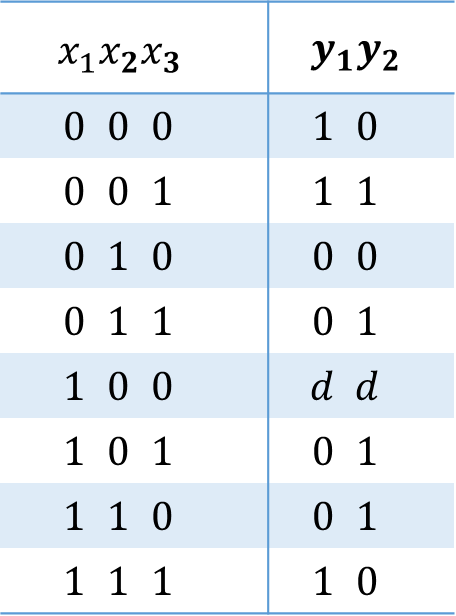 x₁x₂x₃ y₁y₂
0 0 0 1 0
0 0 1 1 1
0 1 0 0 0
0 1 1 0 1
1 0 0 d d
1 0 1 0 1
1 1 0 0 1
1 1 1 1 0